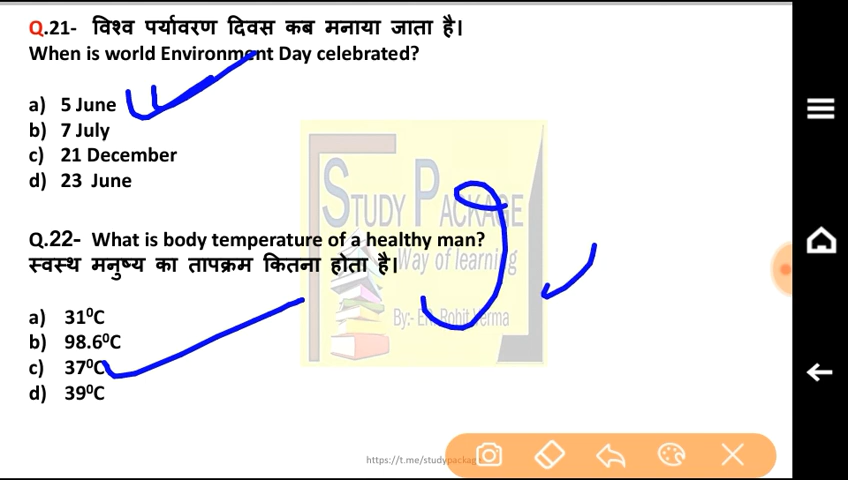 Q.21- विश्व पर्यावरण दिवस कब मनाया जाता है।
When is world Environment Day celebrated?
a) 5 June
b) 7 July
c) 21 December
d) 23 June
STUDY PACKAGE
Q.22- What is body temperature of a healthy man?
Way of learning
स्वस्थ मनुष्य का तापक्रम कितना होता है।
By:- Er. Rohit Verma
a) 31⁰C
b) 98.6⁰C
c) 37⁰C
d) 39⁰C
https://t.me/studypackage